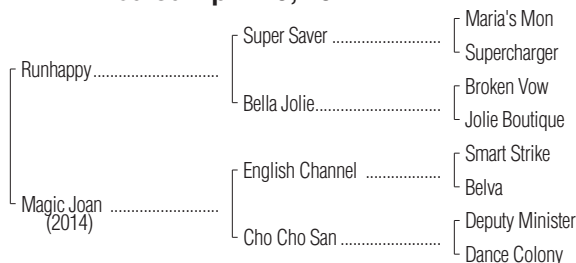 Maria's Mon
Super Saver ........................
Supercharger
Runhappy............................
Broken Vow
Bella Jolie............................
Jolie Boutique
Smart Strike
English Channel .................
Belva
Magic Joan ........................
(2014)
Deputy Minister
Cho Cho San ......................
Dance Colony